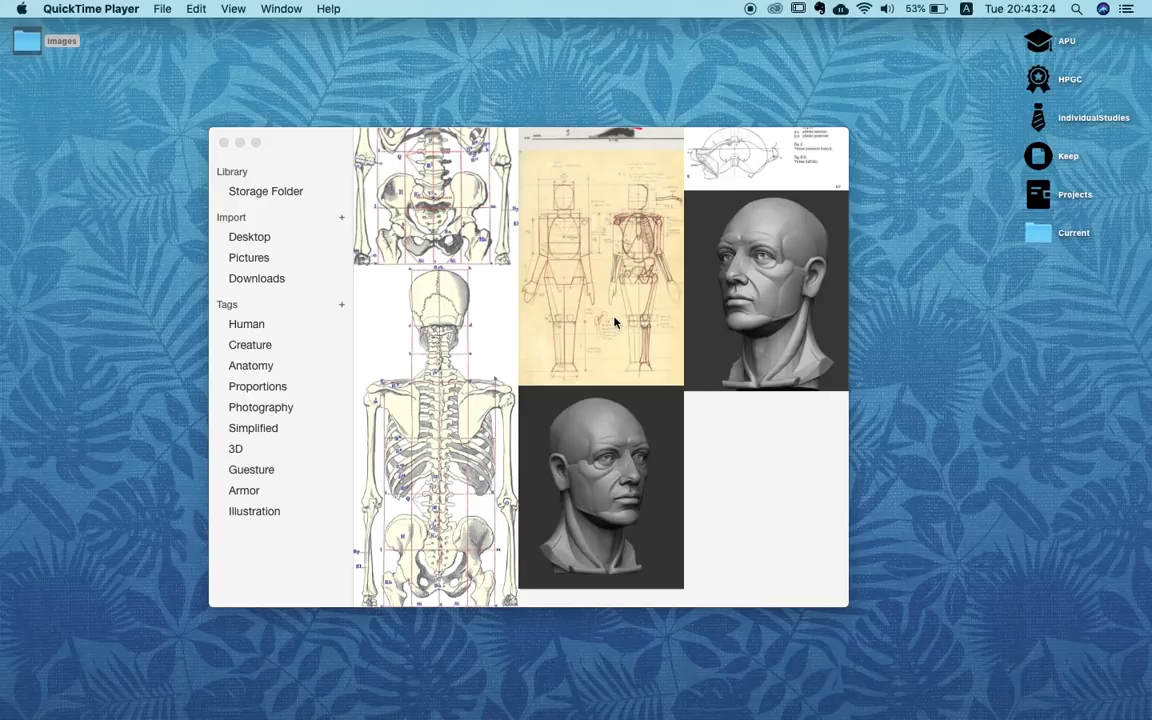 QuickTime Player File Edit View Window Help
53% A Tue 20:43:24
Images
APU
HPGC
IndividualStudies
Keep
Projects
Current
Library
Storage Folder
Import +
Desktop
Pictures
Downloads
Tags +
Human
Creature
Anatomy
Proportions
Photography
Simplified
3D
Guesture
Armor
Illustration